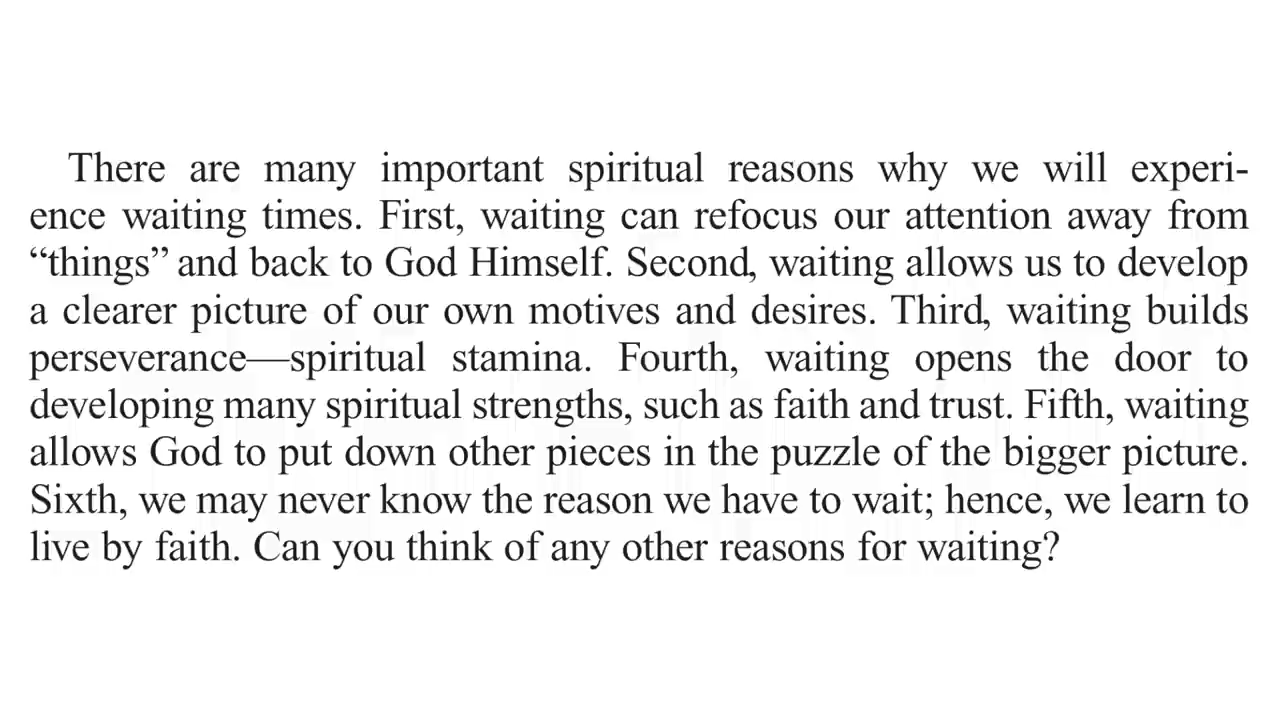 There are many important spiritual reasons why we will experi-
ence waiting times. First, waiting can refocus our attention away from
“things” and back to God Himself. Second, waiting allows us to develop
a clearer picture of our own motives and desires. Third, waiting builds
perseverance—spiritual stamina. Fourth, waiting opens the door to
developing many spiritual strengths, such as faith and trust. Fifth, waiting
allows God to put down other pieces in the puzzle of the bigger picture.
Sixth, we may never know the reason we have to wait; hence, we learn to
live by faith. Can you think of any other reasons for waiting?